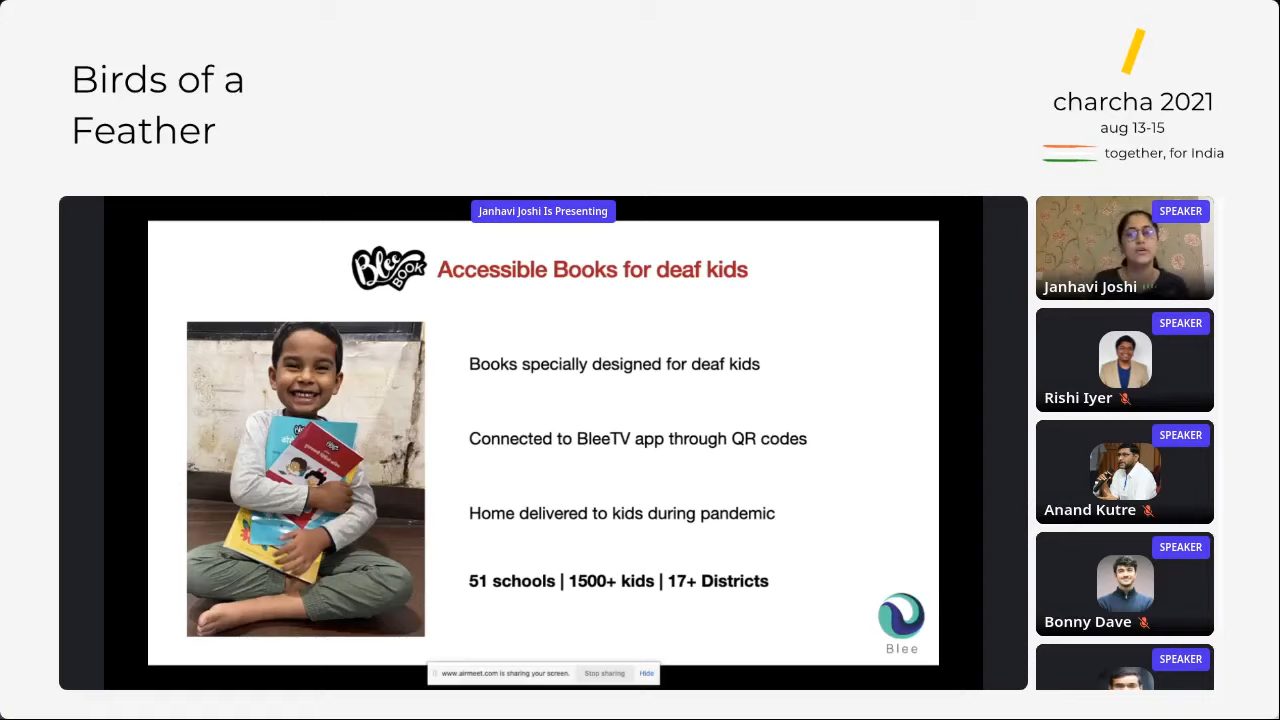 Birds of a
Feather
charcha 2021
aug 13-15
together, for India
Janhavi Joshi Is Presenting
Blee
BOOK
Accessible Books for deaf kids
Books specially designed for deaf kids
Connected to BleeTV app through QR codes
Home delivered to kids during pandemic
51 schools | 1500+ kids | 17+ Districts
Blee
www.airmeet.com is sharing your screen.
Stop sharing
Hide
SPEAKER
Janhavi Joshi
SPEAKER
Rishi Iyer
SPEAKER
Anand Kutre
SPEAKER
Bonny Dave
SPEAKER